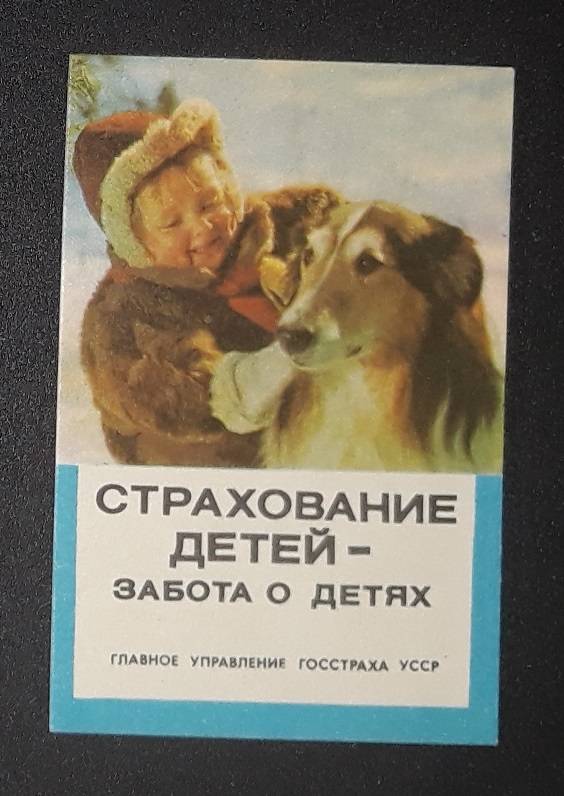 СТРАХОВАНИЕ
ДЕТЕЙ –
ЗАБОТА О ДЕТЯХ
ГЛАВНОЕ УПРАВЛЕНИЕ ГОССТРАХА УССР